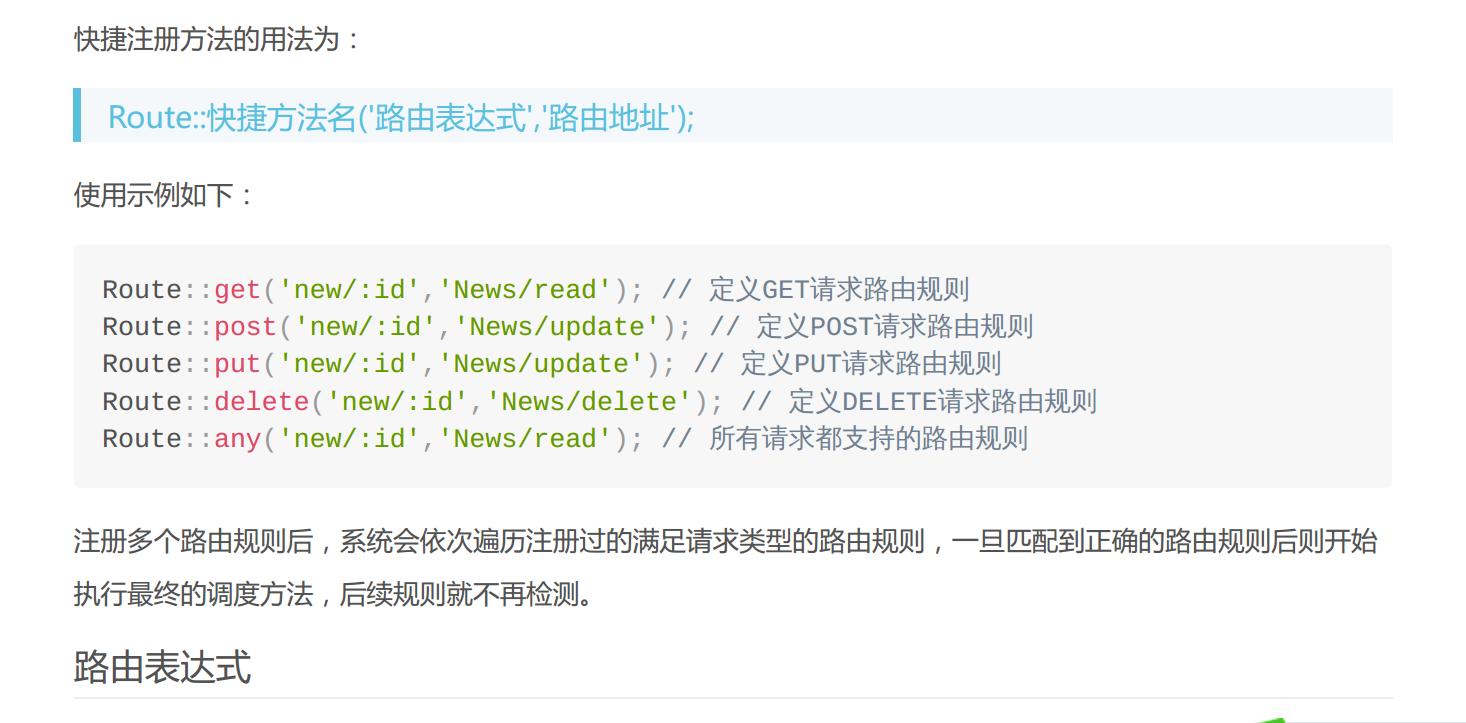 快捷注册方法的用法为：
Route::快捷方法名('路由表达式','路由地址');
使用示例如下：
Route::get('new/:id','News/read'); // 定义GET请求路由规则
Route::post('new/:id','News/update'); // 定义POST请求路由规则
Route::put('new/:id','News/update'); // 定义PUT请求路由规则
Route::delete('new/:id','News/delete'); // 定义DELETE请求路由规则
Route::any('new/:id','News/read'); // 所有请求都支持的路由规则
注册多个路由规则后，系统会依次遍历注册过的满足请求类型的路由规则，一旦匹配到正确的路由规则后则开始
执行最终的调度方法，后续规则就不再检测。
路由表达式